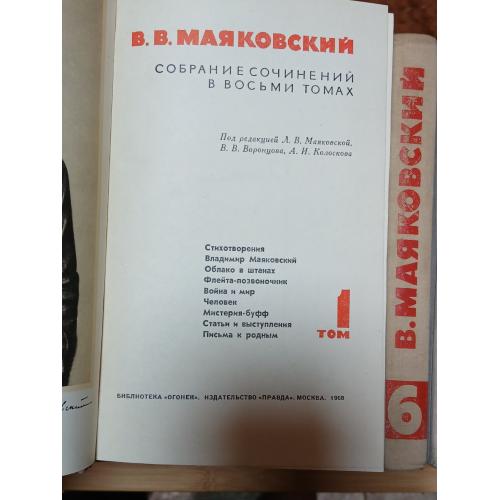 В. В. МАЯКОВСКИЙ
СОБРАНИЕ СОЧИНЕНИЙ
В ВОСЬМИ ТОМАХ
Под редакцией Л. В. Маяковской,
В. В. Воронцова, А. И. Колоскова
Стихотворения
Владимир Маяковский
Облако в штанах
Флейта-позвоночник
Война и мир
Человек
Мистерия-буфф
Статьи и выступления
Письма к родным
ТОМ 1
БИБЛИОТЕКА «ОГОНЕК». ИЗДАТЕЛЬСТВО «ПРАВДА». МОСКВА. 1968
В. МАЯКОВСКИЙ
6